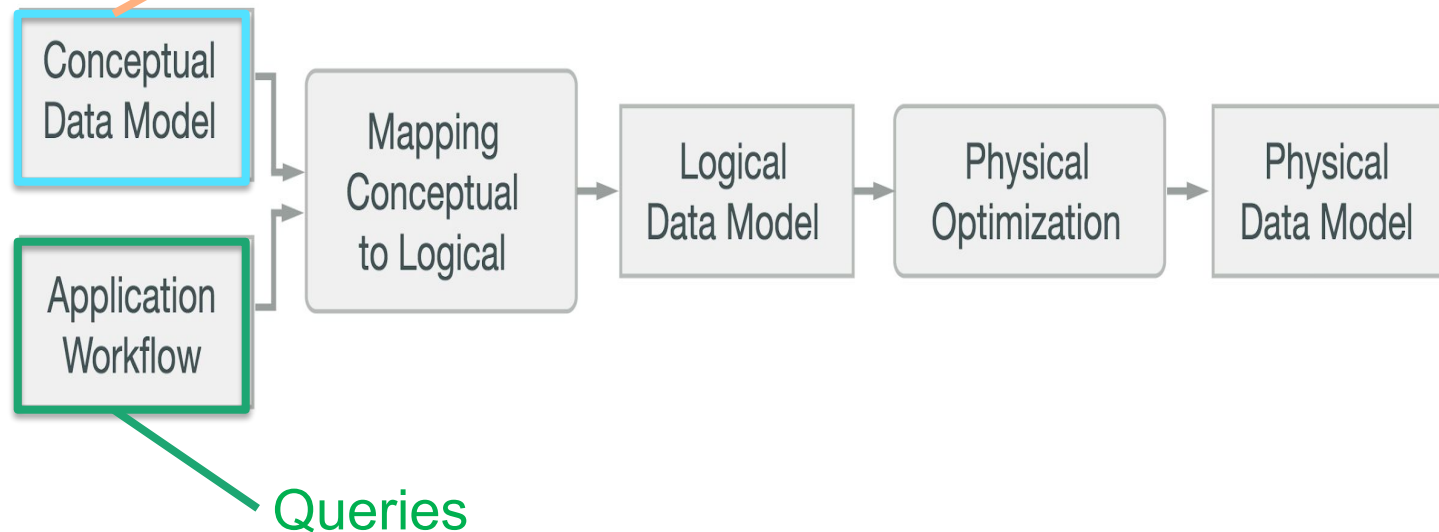 Conceptual
Data Model
Application
Workflow
Mapping
Conceptual
to Logical
Logical
Data Model
Physical
Optimization
Physical
Data Model
Queries